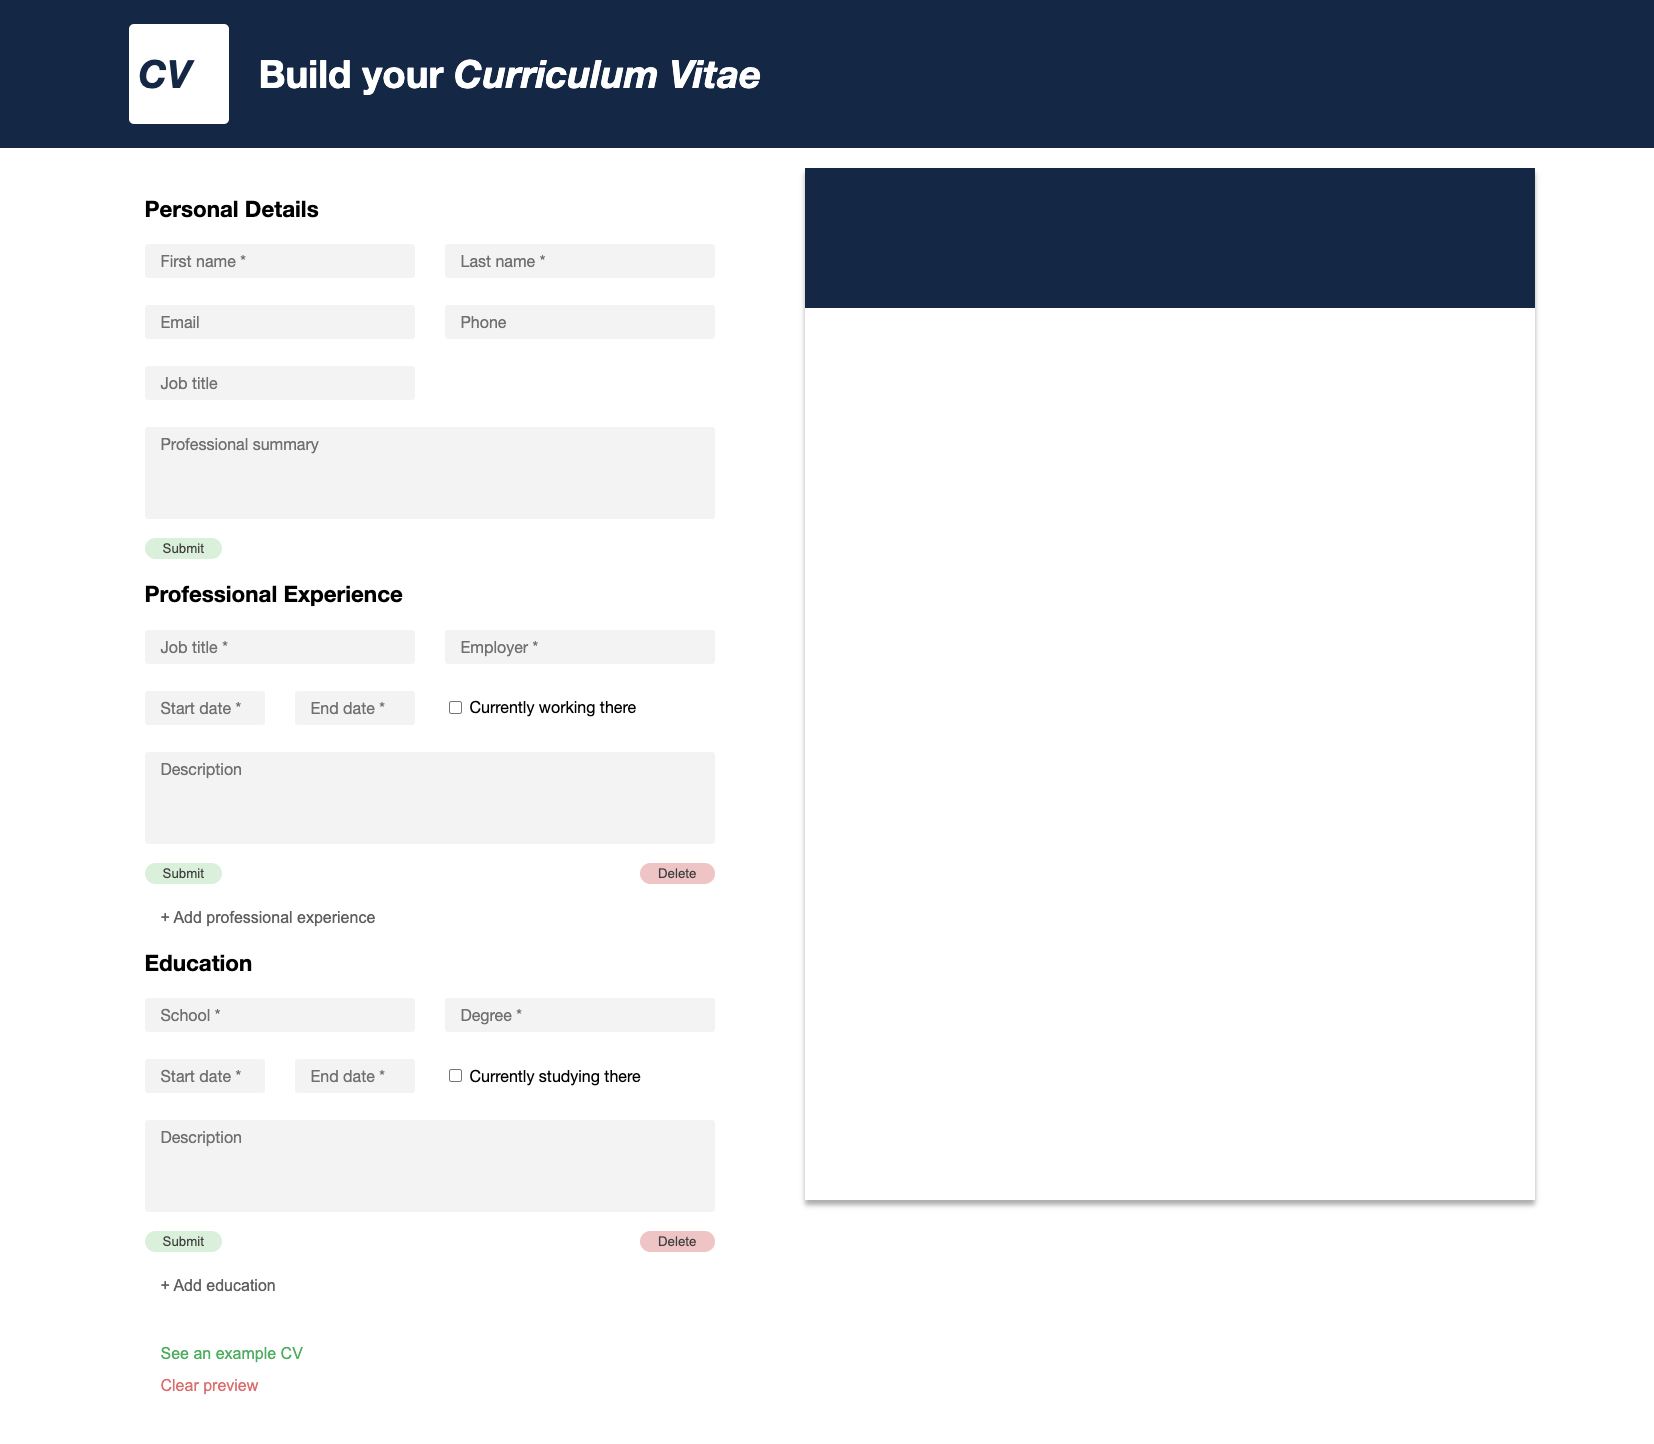 CV
Build your Curriculum Vitae
Personal Details
First name *
Last name *
Email
Phone
Job title
Professional summary
Submit
Professional Experience
Job title *
Employer *
Start date *
End date *
Currently working there
Description
Submit
Delete
+ Add professional experience
Education
School *
Degree *
Start date *
End date *
Currently studying there
Description
Submit
Delete
+ Add education
See an example CV
Clear preview